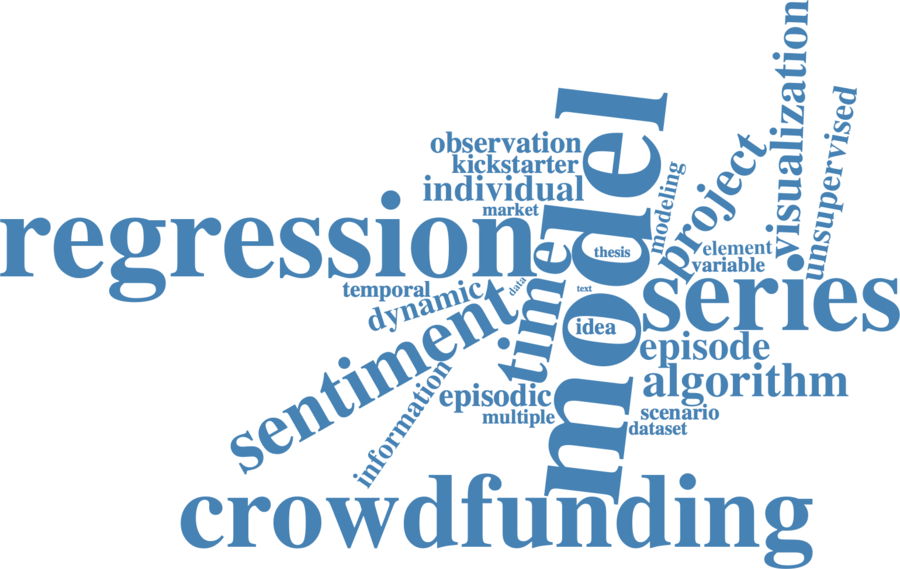 visualization
unsupervised
model
observation
kickstarter
individual
market
project
modeling
regression
time
thesis
element
variable
temporal
dynamic
data
text
series
sentiment
idea
episode
algorithm
information
episodic
multiple
scenario
dataset
crowdfunding